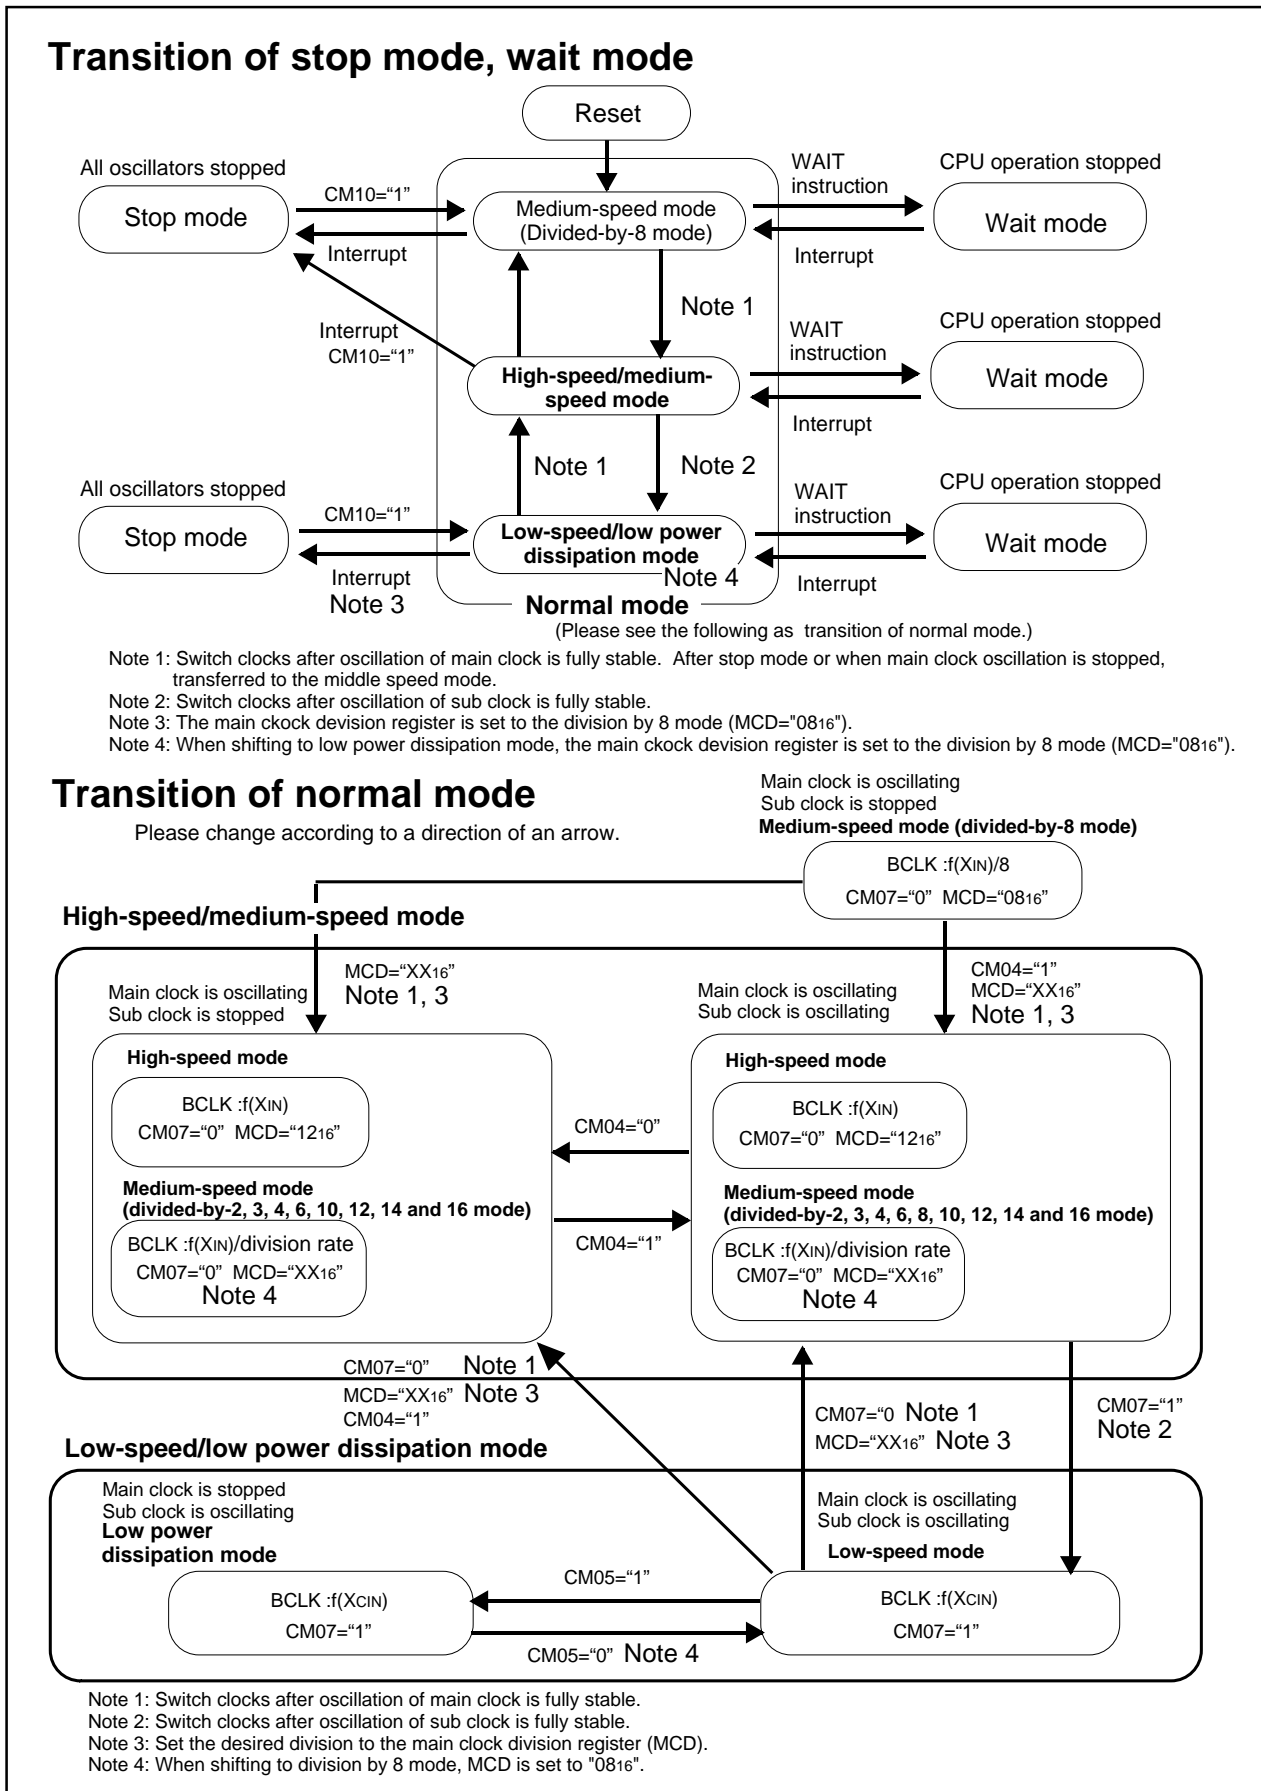 Transition of stop mode, wait mode
Reset
All oscillators stopped
Stop mode
CM10=“1”
Interrupt
Medium-speed mode
(Divided-by-8 mode)
WAIT
instruction
Interrupt
CPU operation stopped
Wait mode
Note 1
Interrupt
CM10=“1”
High-speed/medium-
speed mode
WAIT
instruction
Interrupt
CPU operation stopped
Wait mode
Note 1
Note 2
All oscillators stopped
Stop mode
CM10=“1”
Interrupt
Note 3
Low-speed/low power
dissipation mode
Note 4
WAIT
instruction
Interrupt
CPU operation stopped
Wait mode
Normal mode
(Please see the following as transition of normal mode.)
Note 1: Switch clocks after oscillation of main clock is fully stable. After stop mode or when main clock oscillation is stopped,
transferred to the middle speed mode.
Note 2: Switch clocks after oscillation of sub clock is fully stable.
Note 3: The main ckock devision register is set to the division by 8 mode (MCD="0816").
Note 4: When shifting to low power dissipation mode, the main ckock devision register is set to the division by 8 mode (MCD="0816").
Transition of normal mode
Please change according to a direction of an arrow.
Main clock is oscillating
Sub clock is stopped
Medium-speed mode (divided-by-8 mode)
BCLK :f(XIN)/8
CM07=“0” MCD=“0816”
High-speed/medium-speed mode
MCD=“XX16”
Note 1, 3
Main clock is oscillating
Sub clock is stopped
CM04=“1”
MCD=“XX16”
Note 1, 3
Main clock is oscillating
Sub clock is oscillating
High-speed mode
BCLK :f(XIN)
CM07=“0” MCD=“1216”
Medium-speed mode
(divided-by-2, 3, 4, 6, 10, 12, 14 and 16 mode)
BCLK :f(XIN)/division rate
CM07=“0” MCD=“XX16”
Note 4
CM04=“0”
CM04=“1”
High-speed mode
BCLK :f(XIN)
CM07=“0” MCD=“1216”
Medium-speed mode
(divided-by-2, 3, 4, 6, 8, 10, 12, 14 and 16 mode)
BCLK :f(XIN)/division rate
CM07=“0” MCD=“XX16”
Note 4
CM07=“0” Note 1
MCD=“XX16” Note 3
CM04=“1”
CM07=“0 Note 1
MCD=“XX16” Note 3
CM07=“1”
Note 2
Low-speed/low power dissipation mode
Main clock is stopped
Sub clock is oscillating
Low power
dissipation mode
BCLK :f(XCIN)
CM07=“1”
CM05=“1”
CM05=“0” Note 4
Main clock is oscillating
Sub clock is oscillating
Low-speed mode
BCLK :f(XCIN)
CM07=“1”
Note 1: Switch clocks after oscillation of main clock is fully stable.
Note 2: Switch clocks after oscillation of sub clock is fully stable.
Note 3: Set the desired division to the main clock division register (MCD).
Note 4: When shifting to division by 8 mode, MCD is set to "0816".